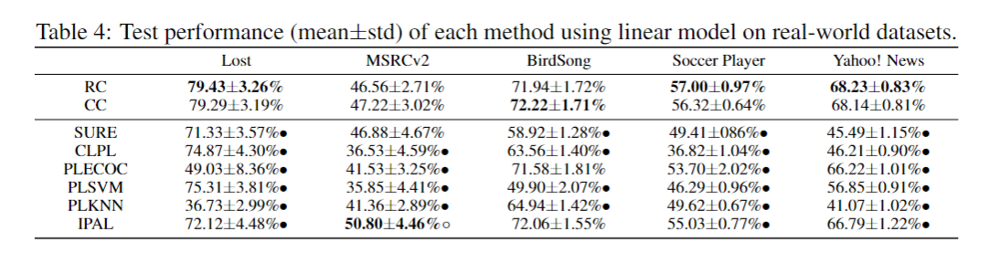 Table 4: Test performance (mean±std) of each method using linear model on real-world datasets.
Lost MSRCv2 BirdSong Soccer Player Yahoo! News
RC 79.43±3.26% 46.56±2.71% 71.94±1.72% 57.00±0.97% 68.23±0.83%
CC 79.29±3.19% 47.22±3.02% 72.22±1.71% 56.32±0.64% 68.14±0.81%
SURE 71.33±3.57%● 46.88±4.67% 58.92±1.28%● 49.41±086%● 45.49±1.15%●
CLPL 74.87±4.30%● 36.53±4.59%● 63.56±1.40%● 36.82±1.04%● 46.21±0.90%●
PLECOC 49.03±8.36%● 41.53±3.25%● 71.58±1.81% 53.70±2.02%● 66.22±1.01%●
PLSVM 75.31±3.81%● 35.85±4.41%● 49.90±2.07%● 46.29±0.96%● 56.85±0.91%●
PLKNN 36.73±2.99%● 41.36±2.89%● 64.94±1.42%● 49.62±0.67%● 41.07±1.02%●
IPAL 72.12±4.48%● 50.80±4.46%○ 72.06±1.55% 55.03±0.77%● 66.79±1.22%●